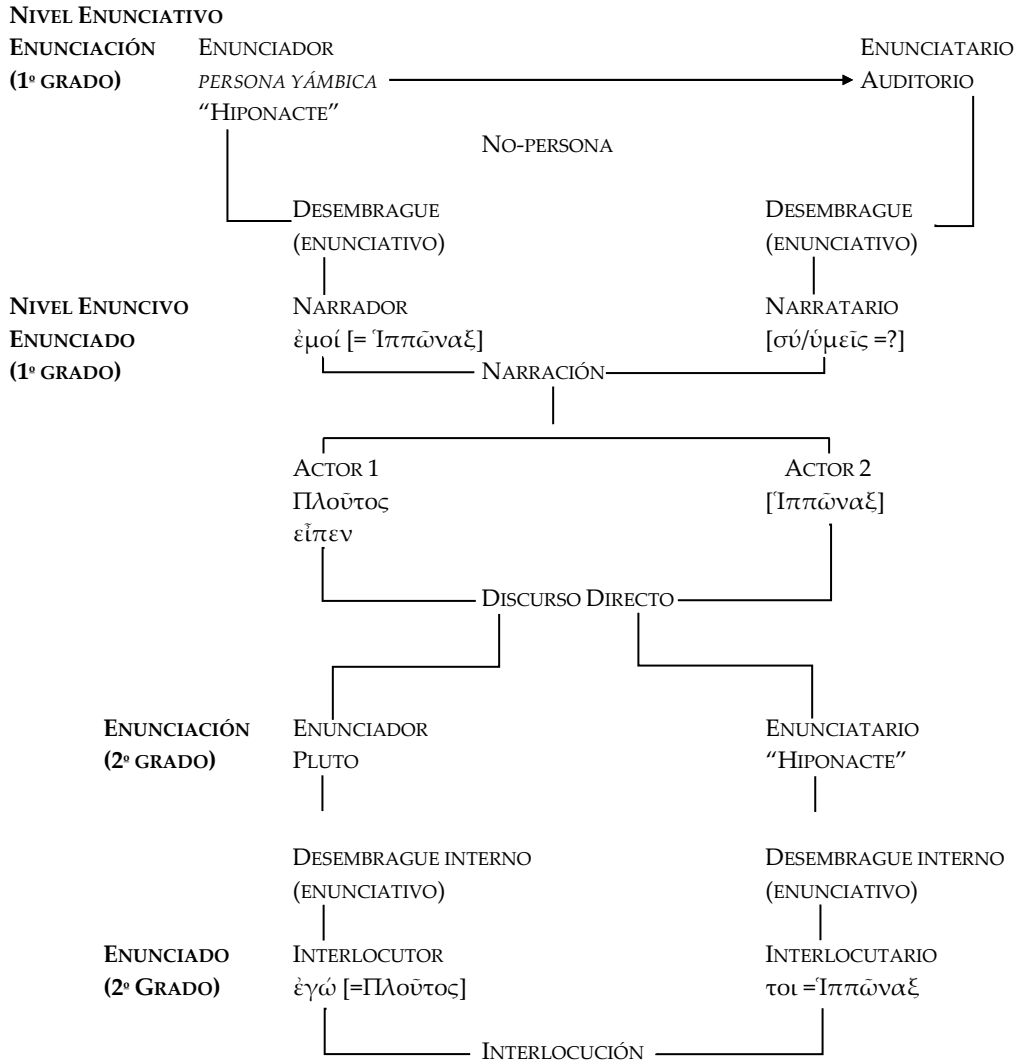 NIVEL ENUNCIATIVO
ENUNCIACIÓN ENUNCIADOR ENUNCIATARIO
(1º GRADO) PERSONA YÁMBICA AUDITORIO
“HIPONACTE”
NO-PERSONA
DESEMBRAGUE DESEMBRAGUE
(ENUNCIATIVO) (ENUNCIATIVO)
NIVEL ENUNCIVO NARRADOR NARRATARIO
ENUNCIADO ἐμοί [= Ἱππῶναξ] [σύ/ὑμεῖς =?]
(1º GRADO) NARRACIÓN
ACTOR 1 ACTOR 2
Πλοῦτος [Ἱππῶναξ]
εἶπεν
DISCURSO DIRECTO
ENUNCIACIÓN ENUNCIADOR ENUNCIATARIO
(2º GRADO) PLUTO “HIPONACTE”
DESEMBRAGUE INTERNO DESEMBRAGUE INTERNO
(ENUNCIATIVO) (ENUNCIATIVO)
ENUNCIADO INTERLOCUTOR INTERLOCUTARIO
(2º GRADO) ἐγώ [=Πλοῦτος] τοι =Ἱππῶναξ
INTERLOCUCIÓN